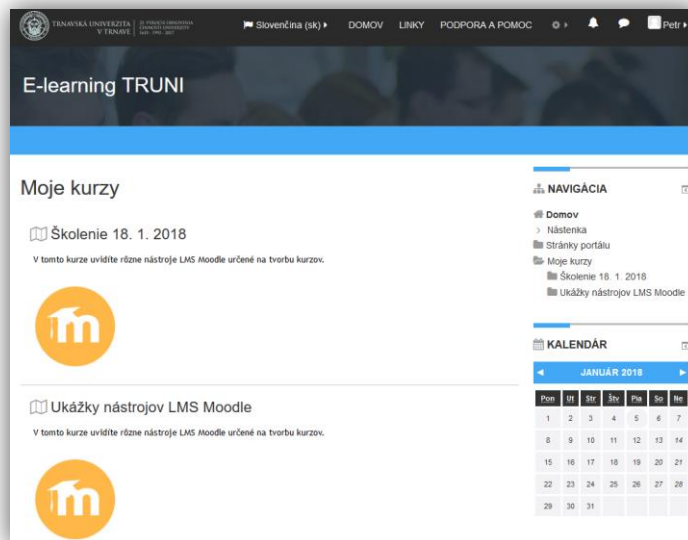 TRNAVSKÁ UNIVERZITA
V TRNAVE
Slovenčina (sk)
DOMOV
LINKY
PODPORA A POMOC
Petr
E-learning TRUNI
Moje kurzy
Školenie 18. 1. 2018
V tomto kurze uvidíte rôzne nástroje LMS Moodle určené na tvorbu kurzov.
m
Ukážky nástrojov LMS Moodle
V tomto kurze uvidíte rôzne nástroje LMS Moodle určené na tvorbu kurzov.
m
NAVIGÁCIA
Domov
Nástenka
Stránky portálu
Moje kurzy
Školenie 18. 1. 2018
Ukážky nástrojov LMS Moodle
KALENDÁR
JANUÁR 2018
Pon Ut Str Štv Pia So Ne
1 2 3 4 5 6 7
8 9 10 11 12 13 14
15 16 17 18 19 20 21
22 23 24 25 26 27 28
29 30 31